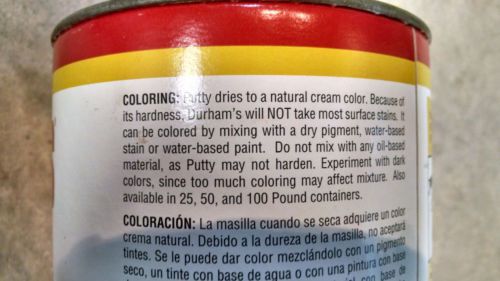 COLORING: Putty dries to a natural cream color. Because of
its hardness, Durham's will NOT take most surface stains. It
can be colored by mixing with a dry pigment, water-based
stain or water-based paint. Do not mix with any oil-based
material, as Putty may not harden. Experiment with dark
colors, since too much coloring may affect mixture. Also
available in 25, 50, and 100 Pound containers.
COLORACIÓN: La masilla cuando se seca adquiere un color
crema natural. Debido a la dureza de la masilla, no aceptará
tintes. Se le puede dar color mezclándolo con un pigmento
seco, un tinte con base de agua o con una pintura con base
con base de